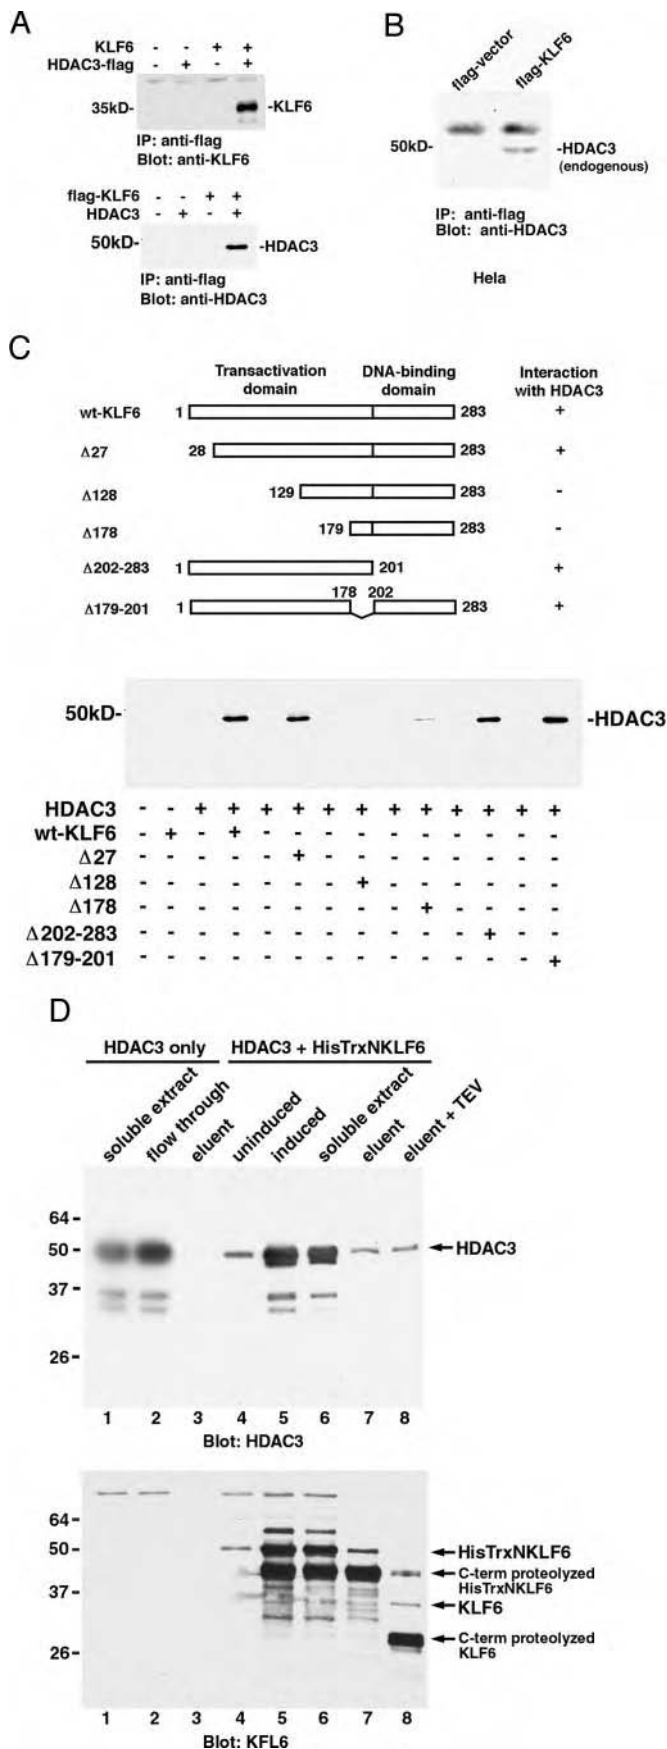 A
KLF6 - - + +
HDAC3-flag - + - +
35kD-
-KLF6
IP: anti-flag
Blot: anti-KLF6
flag-KLF6 - - + +
HDAC3 - + - +
50kD-
-HDAC3
IP: anti-flag
Blot: anti-HDAC3
B
flag-vector
flag-KLF6
50kD-
-HDAC3
(endogenous)
IP: anti-flag
Blot: anti-HDAC3
Hela
C
Transactivation domain
DNA-binding domain
Interaction with HDAC3
wt-KLF6 1 283 +
Δ27 28 283 +
Δ128 129 283 -
Δ178 179 283 -
Δ202-283 1 201 +
178 202
Δ179-201 1 283 +
50kD-
-HDAC3
HDAC3 - - + + + + + + + + + + + +
wt-KLF6 - + - + - - - - - - - - - -
Δ27 - - - - - + - - - - - - - -
Δ128 - - - - - - - + - - - - - -
Δ178 - - - - - - - - - + - - - -
Δ202-283 - - - - - - - - - - - + - -
Δ179-201 - - - - - - - - - - - - - +
D
HDAC3 only
HDAC3 + HisTrxNKLF6
soluble extract
flow through
eluent
uninduced
induced
soluble extract
eluent
eluent + TEV
64
50
37
26
HDAC3
1 2 3 4 5 6 7 8
Blot: HDAC3
64
50
37
26
HisTrxNKLF6
C-term proteolyzed
HisTrxNKLF6
KLF6
C-term proteolyzed
KLF6
1 2 3 4 5 6 7 8
Blot: KFL6